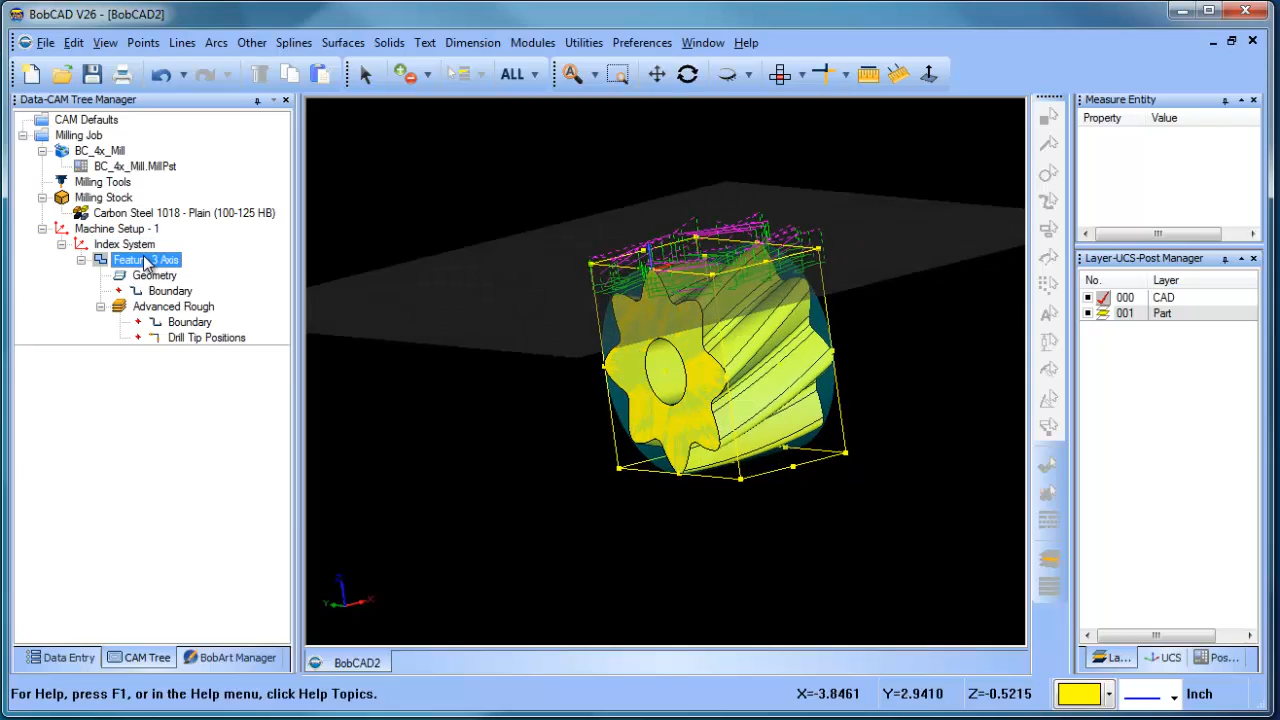 BobCAD V26 - [BobCAD2]
File Edit View Points Lines Arcs Other Splines Surfaces Solids Text Dimension Modules Utilities Preferences Window Help
ALL
Data-CAM Tree Manager
CAM Defaults
Milling Job
BC_4x_Mill
BC_4x_Mill.MillPst
Milling Tools
Milling Stock
Carbon Steel 1018 - Plain (100-125 HB)
Machine Setup - 1
Index System
Featur 3 Axis
Geometry
Boundary
Advanced Rough
Boundary
Drill Tip Positions
Data Entry CAM Tree BobArt Manager
Z
Y X
BobCAD2
Measure Entity
Property Value
Layer-UCS-Post Manager
No. Layer
000 CAD
001 Part
La... UCS Pos...
For Help, press F1, or in the Help menu, click Help Topics. X=-3.8461 Y=2.9410 Z=-0.5215 Inch